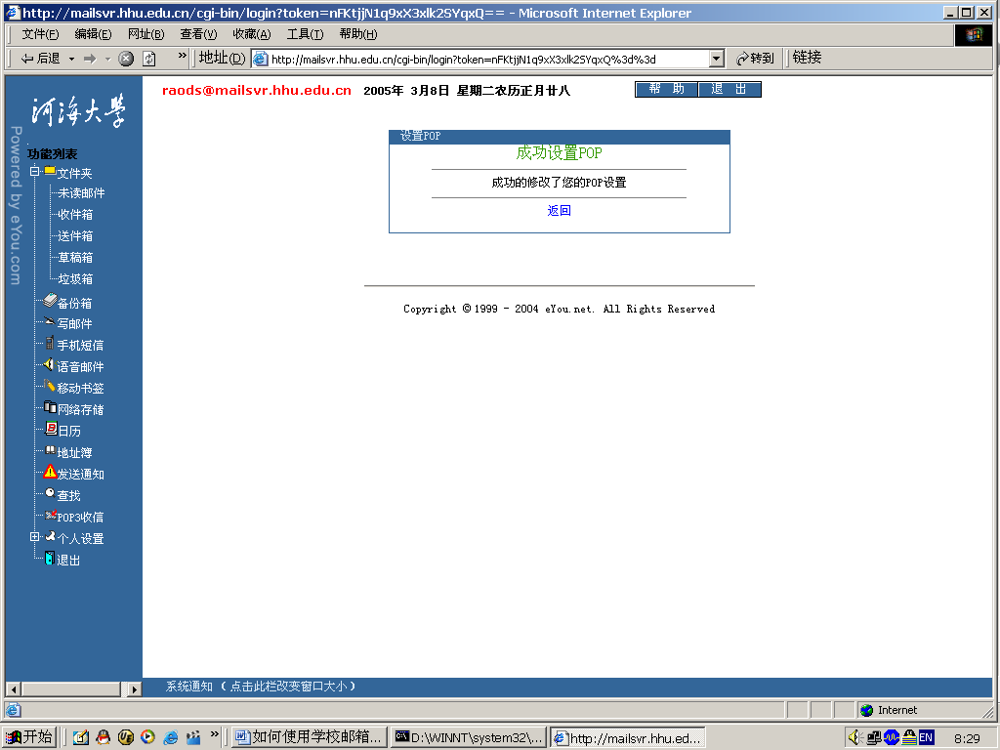 http://mailsvr.hhu.edu.cn/cgi-bin/login?token=nFKtjjN1q9xX3xlk2SYqxQ== - Microsoft Internet Explorer
文件(F) 编辑(E) 网址(B) 查看(V) 收藏(A) 工具(T) 帮助(H)
后退 » 地址(D) http://mailsvr.hhu.edu.cn/cgi-bin/login?token=nFKtjjN1q9xX3xlk2SYqxQ%3d%3d 转到 链接
河海大學
Powered by eYou.com
raods@mailsvr.hhu.edu.cn 2005年 3月8日 星期二农历正月廿八 帮 助 退 出
功能列表
文件夹
未读邮件
收件箱
送件箱
草稿箱
垃圾箱
备份箱
写邮件
手机短信
语音邮件
移动书签
网络存储
日历
地址簿
发送通知
查找
POP3收信
个人设置
退出
设置POP
成功设置POP
成功的修改了您的POP设置
返回
Copyright © 1999 - 2004 eYou.net. All Rights Reserved
系统通知 （点击此栏改变窗口大小）
Internet
开始 » 如何使用学校邮箱... D:\WINNT\system32\... http://mailsvr.hhu.ed... EN 8:29